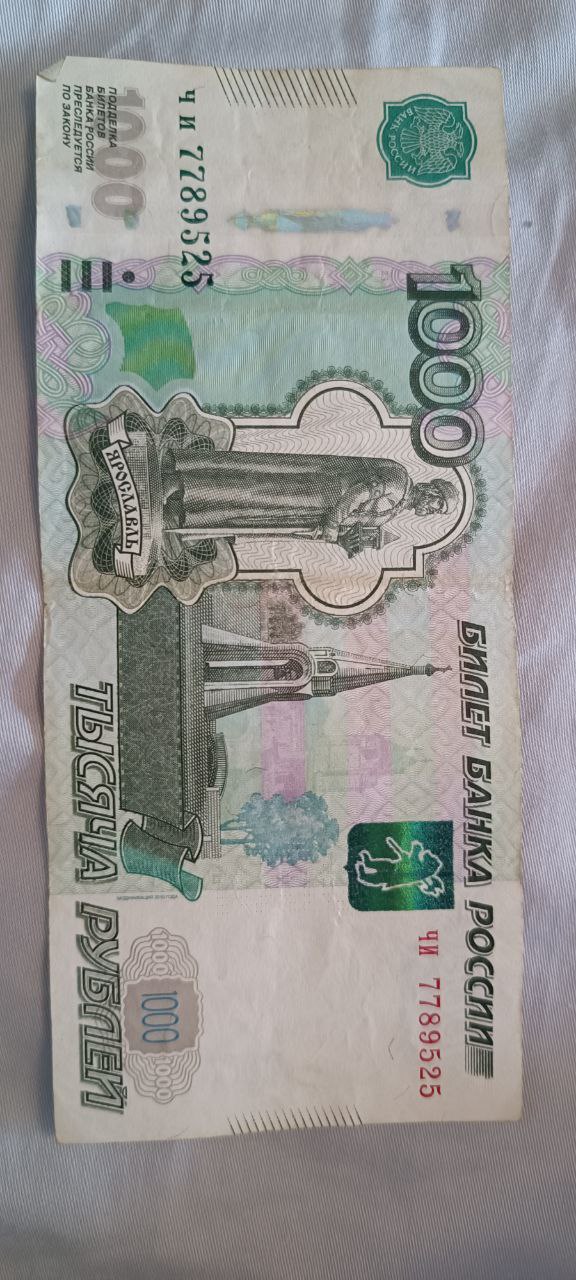 1000
БИЛЕТ БАНКА РОССИИ
БАНК РОССИИ
чи 7789525
чи 7789525
1000
ПОДДЕЛКА
БИЛЕТОВ
БАНКА РОССИИ
ПРЕСЛЕДУЕТСЯ
ПО ЗАКОНУ
ЯРОСЛАВЛЬ
1000 1000 1000
ТЫСЯЧА РУБЛЕЙ